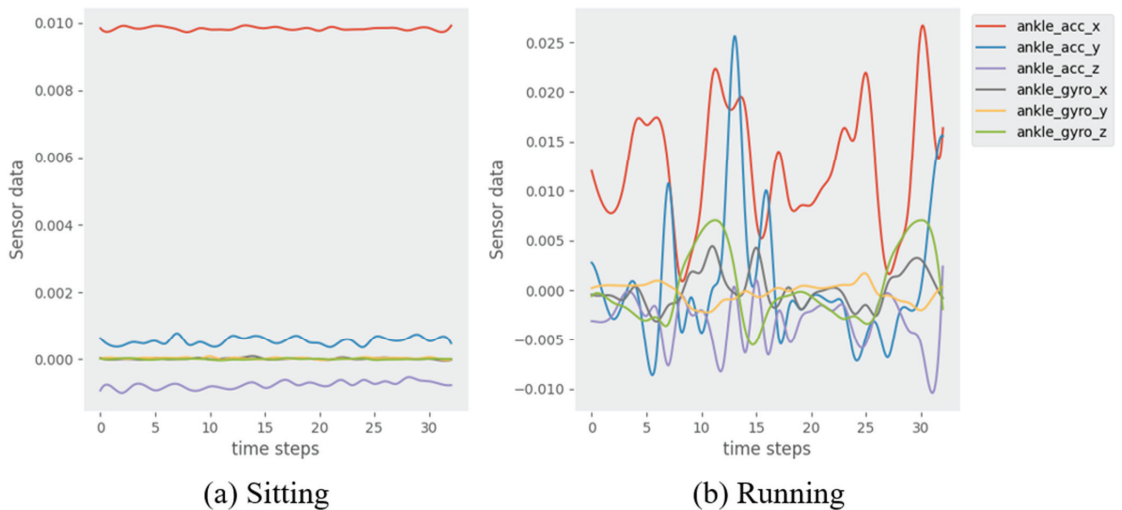 0.010
0.008
0.006
0.004
0.002
0.000
Sensor data
0 5 10 15 20 25 30
time steps
(a) Sitting
0.025
0.020
0.015
0.010
0.005
0.000
−0.005
−0.010
Sensor data
0 5 10 15 20 25 30
time steps
(b) Running
ankle_acc_x
ankle_acc_y
ankle_acc_z
ankle_gyro_x
ankle_gyro_y
ankle_gyro_z